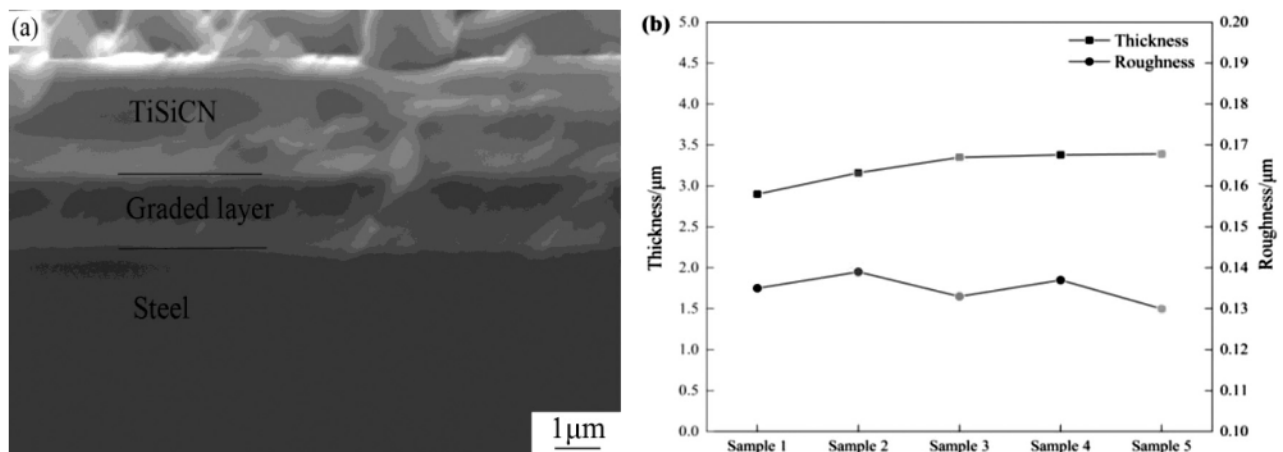 (a)
TiSiCN
Graded layer
Steel
1μm
(b)
Thickness
Roughness
Thickness/μm
5.0
4.5
4.0
3.5
3.0
2.5
2.0
1.5
1.0
0.5
0.0
Roughness/μm
0.20
0.19
0.18
0.17
0.16
0.15
0.14
0.13
0.12
0.11
0.10
Sample 1 Sample 2 Sample 3 Sample 4 Sample 5